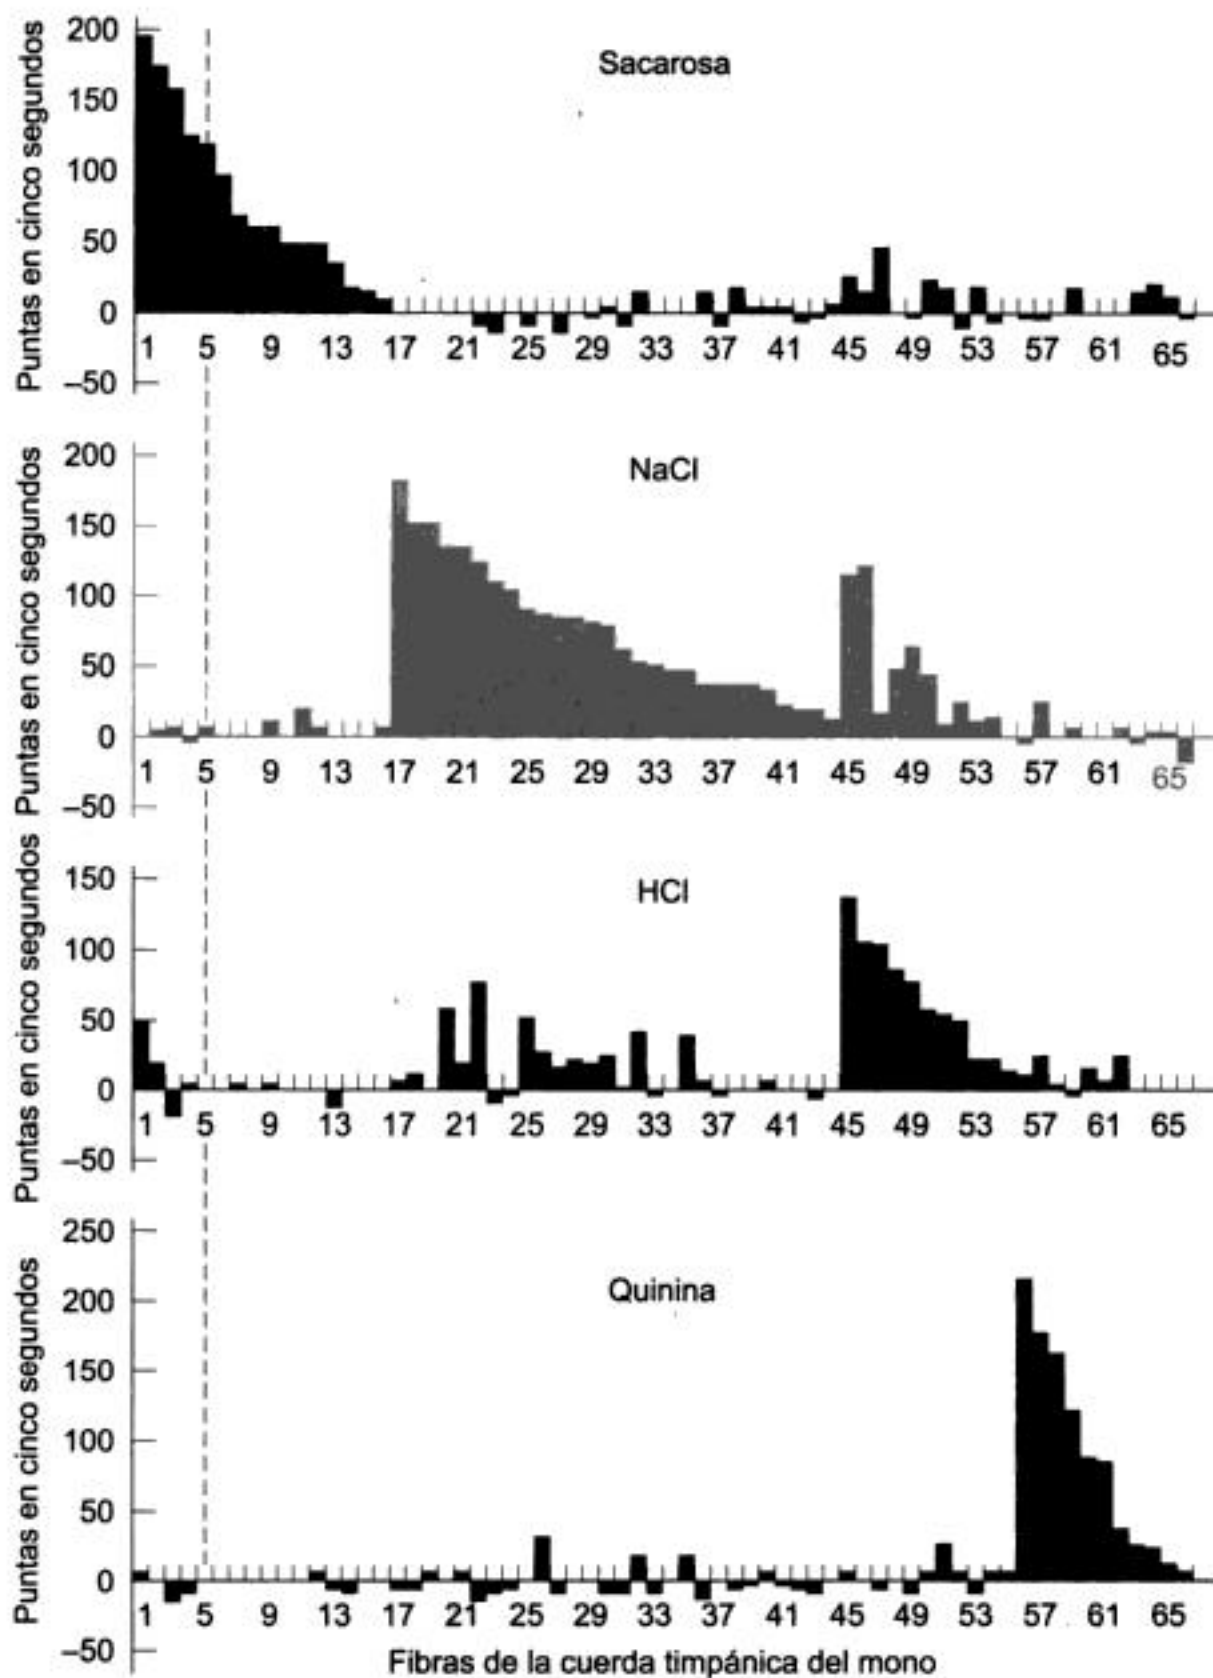 Puntas en cinco segundos
200
150
100
50
0
–50
Sacarosa
1 5 9 13 17 21 25 29 33 37 41 45 49 53 57 61 65
Puntas en cinco segundos
200
150
100
50
0
–50
NaCl
1 5 9 13 17 21 25 29 33 37 41 45 49 53 57 61 65
Puntas en cinco segundos
150
100
50
0
–50
HCl
1 5 9 13 17 21 25 29 33 37 41 45 49 53 57 61 65
Puntas en cinco segundos
250
200
150
100
50
0
–50
Quinina
1 5 9 13 17 21 25 29 33 37 41 45 49 53 57 61 65
Fibras de la cuerda timpánica del mono